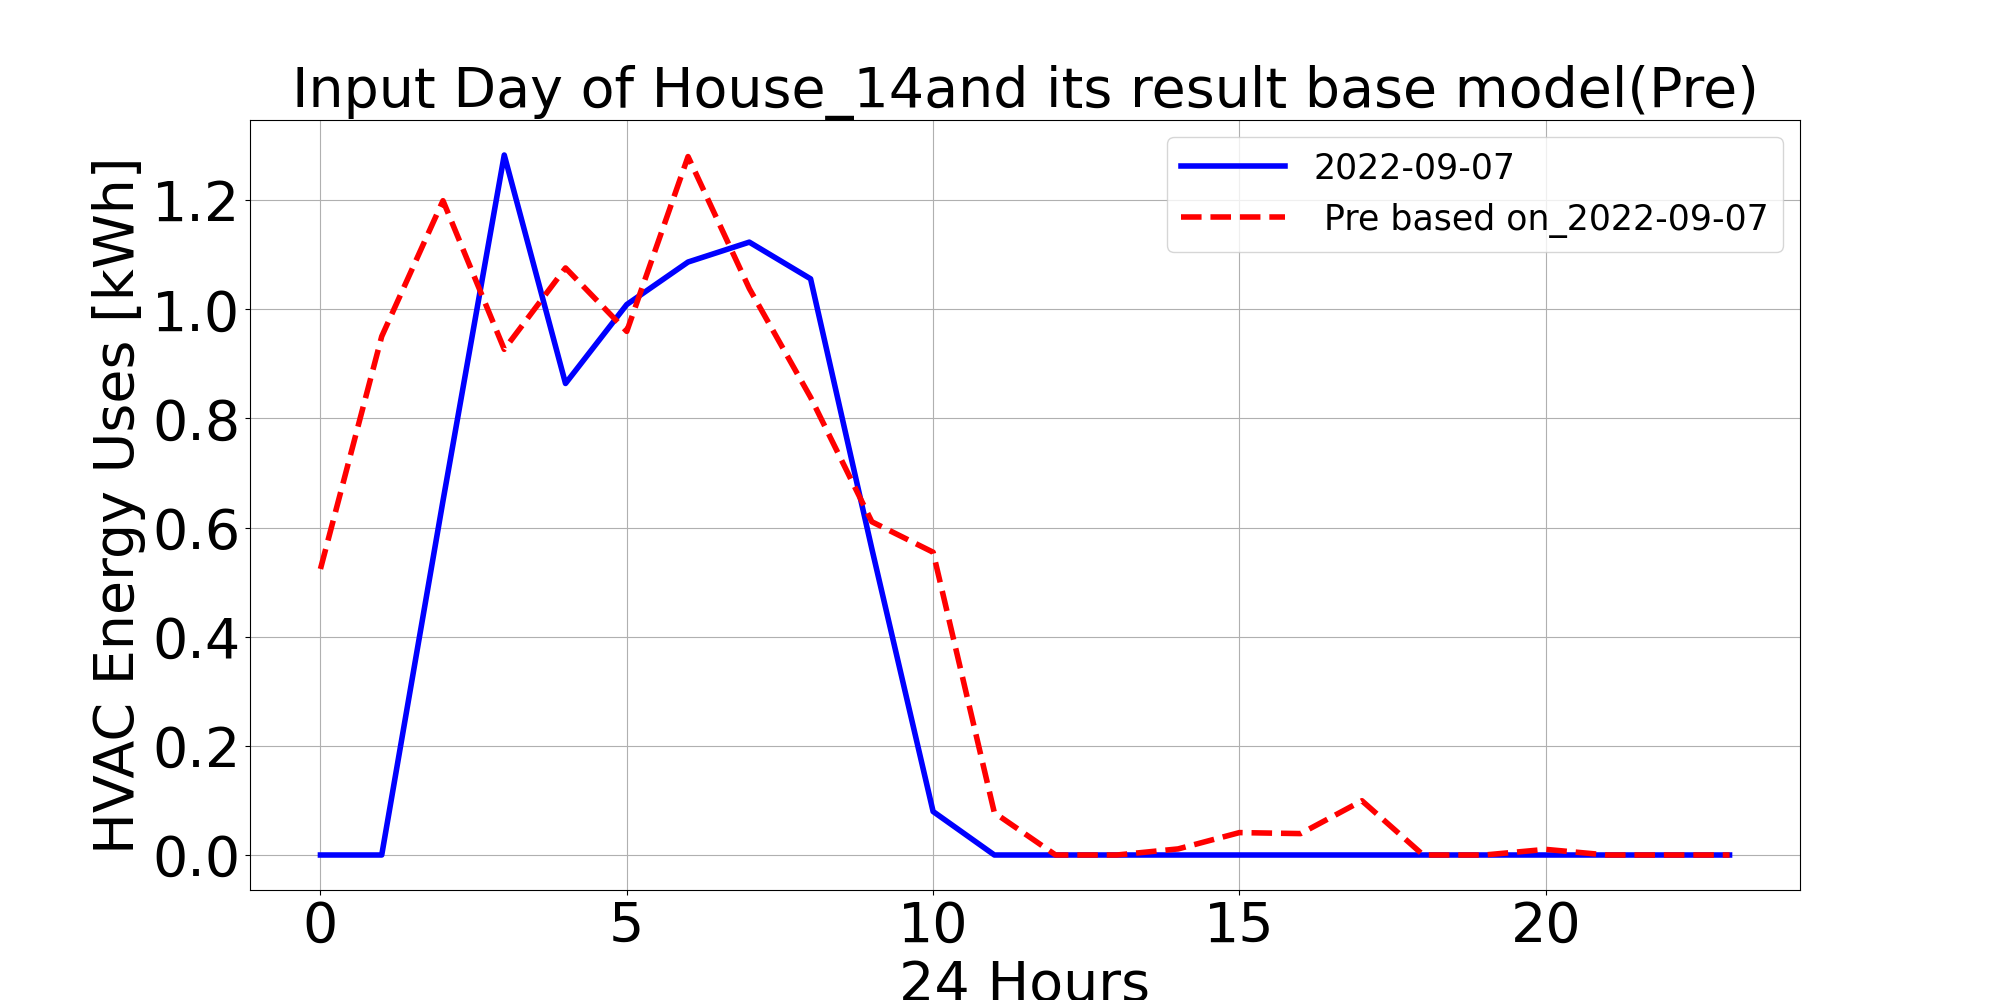 Input Day of House_14and its result base model(Pre)
HVAC Energy Uses [kWh]
1.2
1.0
0.8
0.6
0.4
0.2
0.0
2022-09-07
Pre based on_2022-09-07
0 5 10 15 20
24 Hours